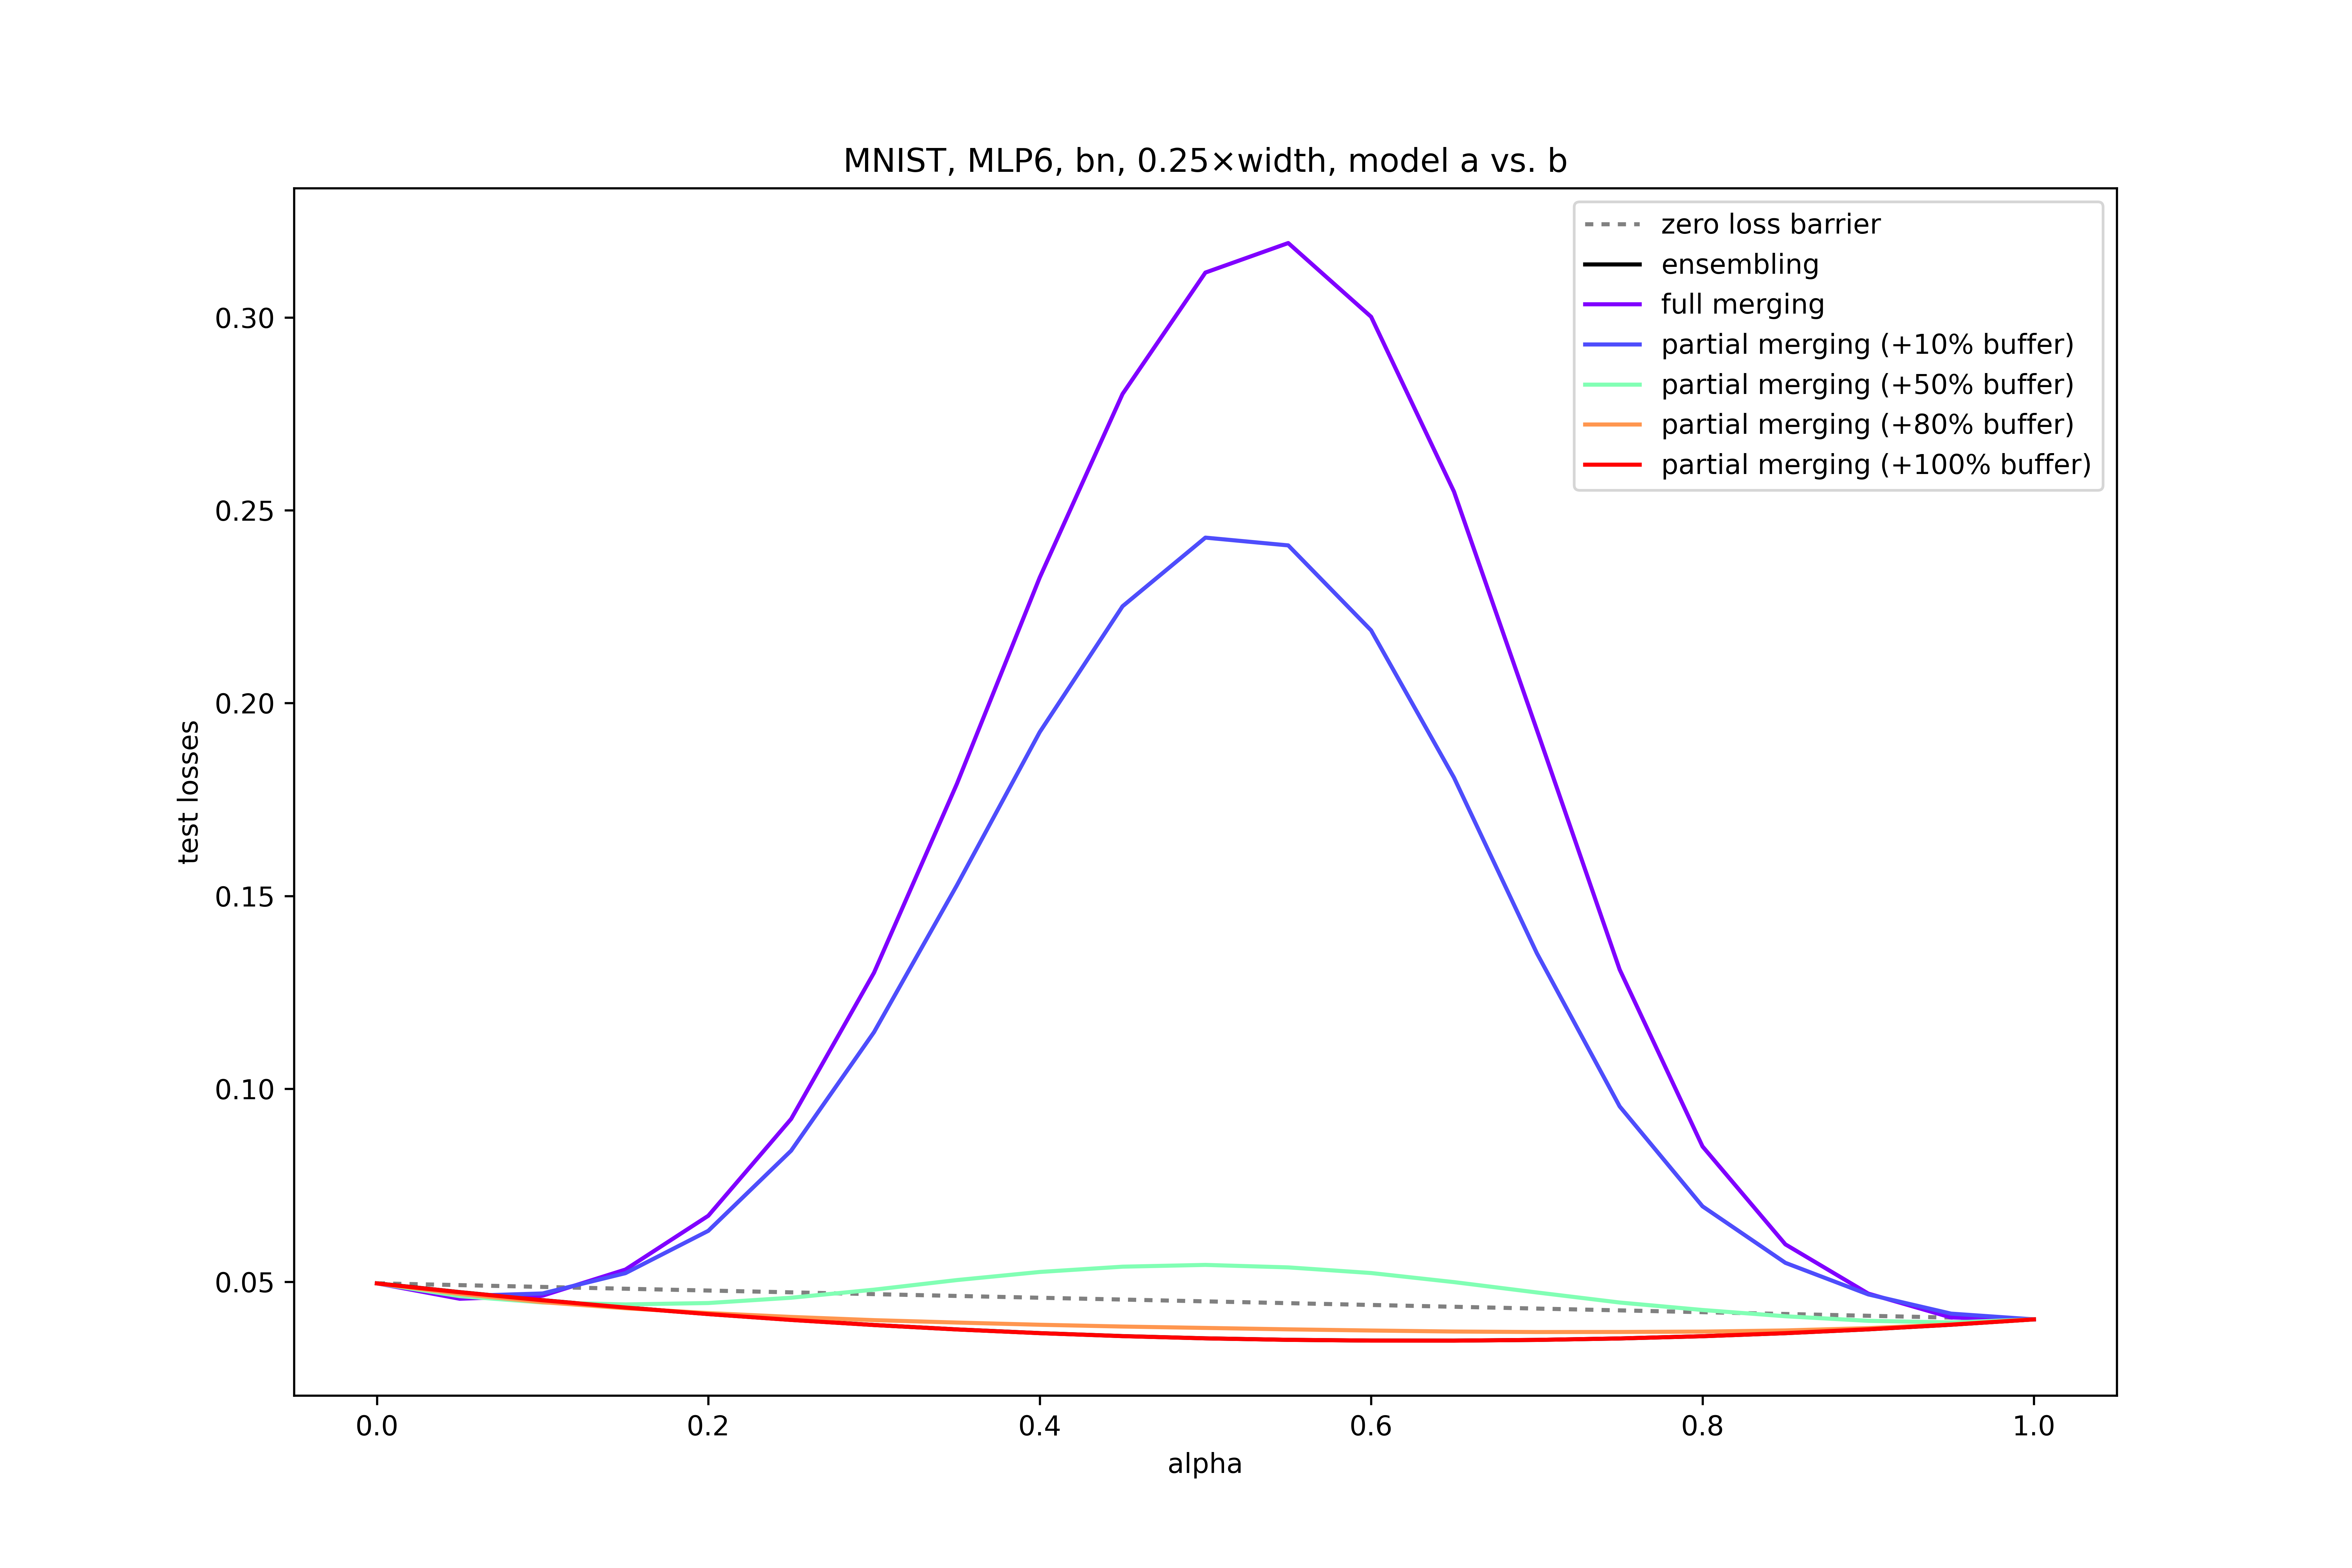 MNIST, MLP6, bn, 0.25×width, model a vs. b
zero loss barrier
ensembling
full merging
partial merging (+10% buffer)
partial merging (+50% buffer)
partial merging (+80% buffer)
partial merging (+100% buffer)
0.30
0.25
0.20
0.15
0.10
0.05
test losses
0.0 0.2 0.4 0.6 0.8 1.0
alpha